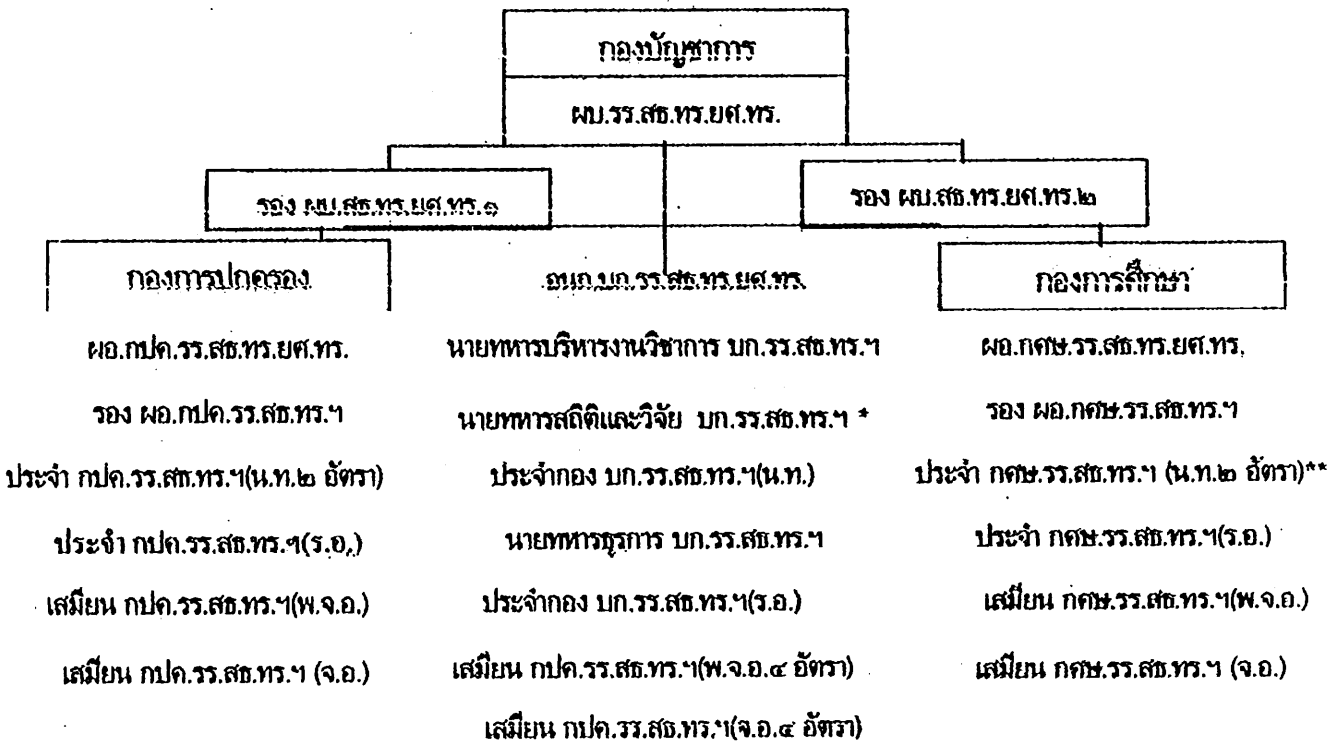 กองบัญชาการ
ผบ.รร.สธ.ทร.ยศ.ทร.
รอง ผบ.สธ.ทร.ยศ.ทร.๑
รอง ผบ.สธ.ทร.ยศ.ทร.๒
กองการปกครอง
ผอ.กปค.รร.สธ.ทร.ยศ.ทร.
รอง ผอ.กปค.รร.สธ.ทร.ฯ
ประจำ กปค.รร.สธ.ทร.ฯ(น.ท.๒ อัตรา)
ประจำ กปค.รร.สธ.ทร.ฯ(ร.อ.)
เสมียน กปค.รร.สธ.ทร.ฯ(พ.จ.อ.)
เสมียน กปค.รร.สธ.ทร.ฯ (จ.อ.)
อนก.บก.รร.สธ.ทร.ยศ.ทร.
นายทหารบริหารงานวิชาการ บก.รร.สธ.ทร.ฯ
นายทหารสถิติและวิจัย บก.รร.สธ.ทร.ฯ *
ประจำกอง บก.รร.สธ.ทร.ฯ(น.ท.)
นายทหารธุรการ บก.รร.สธ.ทร.ฯ
ประจำกอง บก.รร.สธ.ทร.ฯ(ร.อ.)
เสมียน กปค.รร.สธ.ทร.ฯ(พ.จ.อ.๔ อัตรา)
เสมียน กปค.รร.สธ.ทร.ฯ(จ.อ.๔ อัตรา)
กองการศึกษา
ผอ.กศษ.รร.สธ.ทร.ยศ.ทร.
รอง ผอ.กศษ.รร.สธ.ทร.ฯ
ประจำ กศษ.รร.สธ.ทร.ฯ (น.ท.๒ อัตรา)**
ประจำ กศษ.รร.สธ.ทร.ฯ(ร.อ.)
เสมียน กศษ.รร.สธ.ทร.ฯ(พ.จ.อ.)
เสมียน กศษ.รร.สธ.ทร.ฯ (จ.อ.)